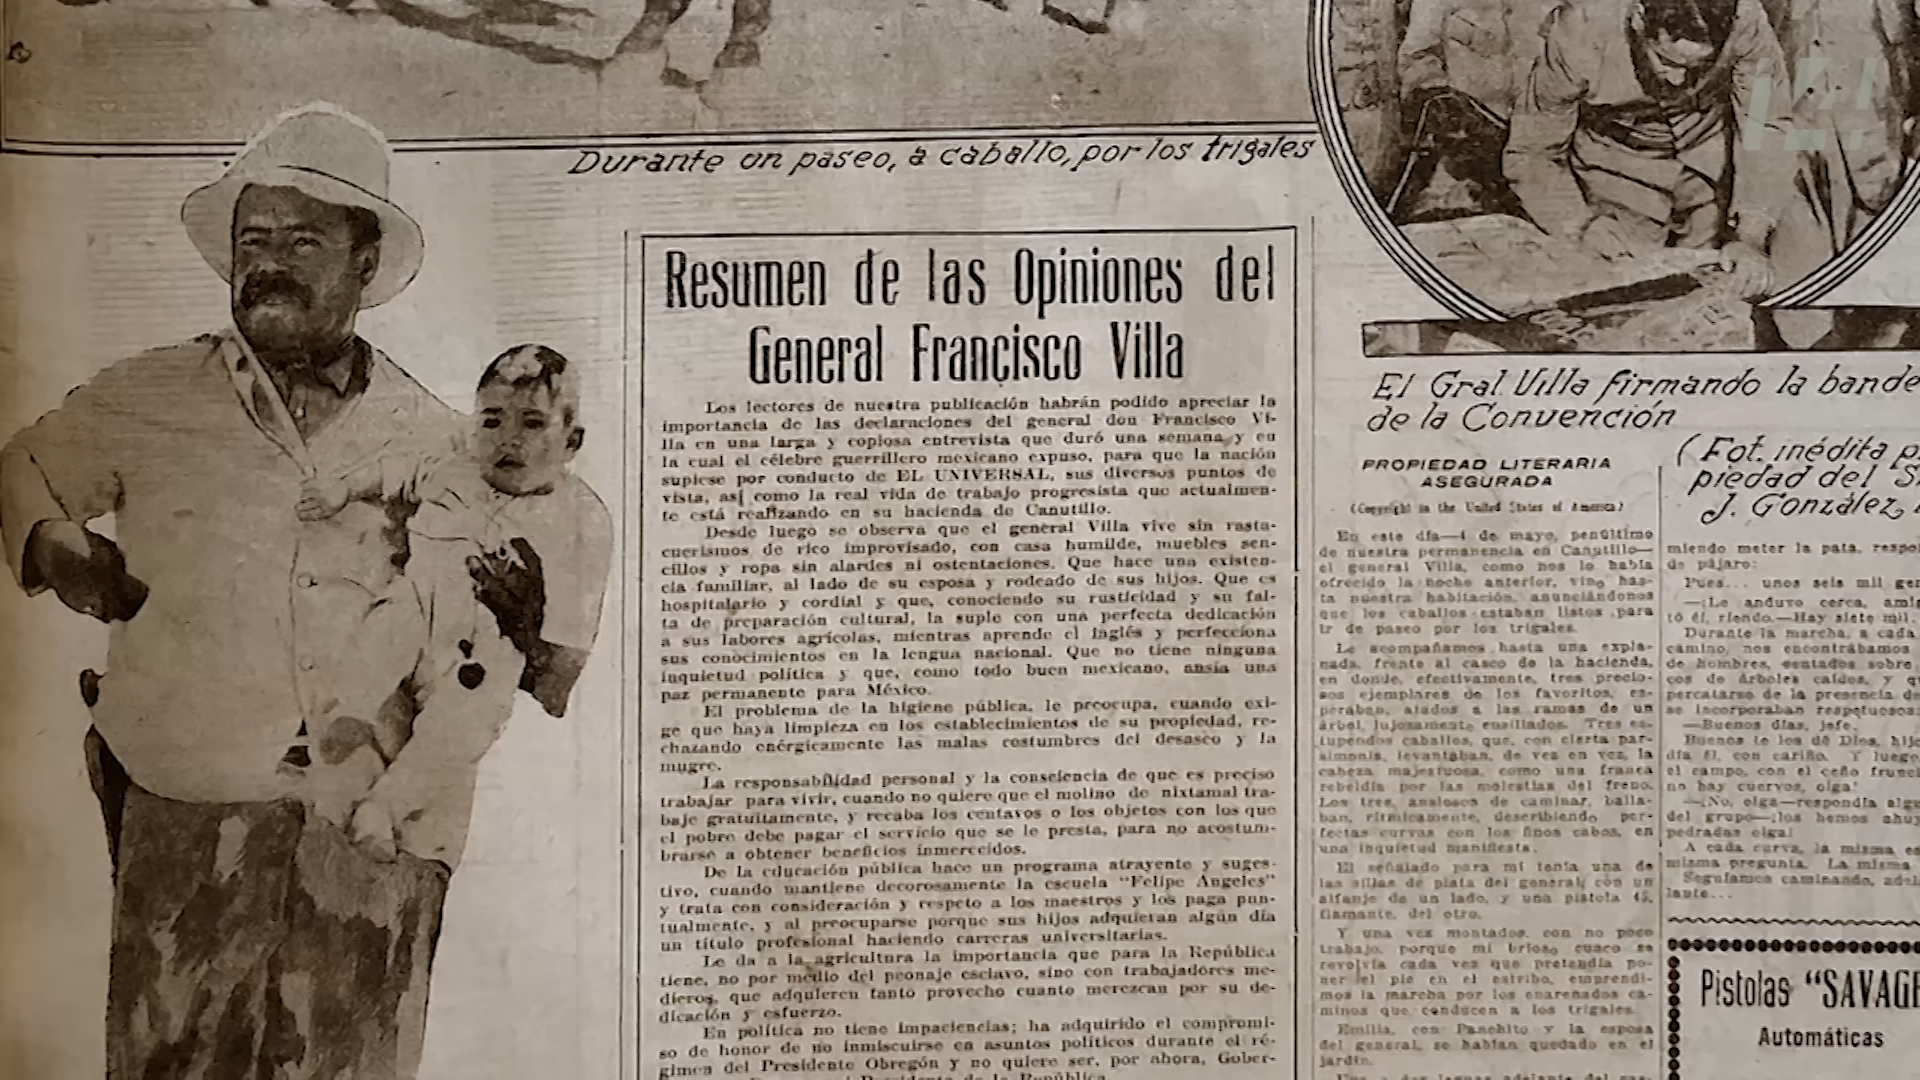 Durante un paseo, a caballo, por los trigales
Resumen de las Opiniones del
General Francisco Villa
Los lectores de nuestra publicación habrán podido apreciar la
importancia de las declaraciones del general don Francisco Vi-
lla en una larga y copiosa entrevista que duró una semana y en
la cual el célebre guerrillero mexicano expuso, para que la nación
supiese por conducto de EL UNIVERSAL, sus diversos puntos de
vista, así como la real vida de trabajo progresista que actualmen-
te está realizando en su hacienda de Canutillo.
Desde luego se observa que el general Villa vive sin rasta-
cuerismos de rico improvisado, con casa humilde, muebles sen-
cillos y ropa sin alardes ni ostentaciones. Que hace una existen-
cia familiar, al lado de su esposa y rodeado de sus hijos. Que es
hospitalario y cordial y que, conociendo su rusticidad y su fal-
ta de preparación cultural, la suple con una perfecta dedicación
a sus labores agrícolas, mientras aprende el inglés y perfecciona
sus conocimientos en la lengua nacional. Que no tiene ninguna
inquietud política y que, como todo buen mexicano, ansía una
paz permanente para México.
El problema de la higiene pública, le preocupa, cuando exi-
ge que haya limpieza en los establecimientos de su propiedad, re-
chazando enérgicamente las malas costumbres del desaseo y la
mugre.
La responsabilidad personal y la consciencia de que es preciso
trabajar para vivir, cuando no quiere que el molino de nixtamal tra-
baje gratuitamente, y recaba los centavos o los objetos con los que
el pobre debe pagar el servicio que se le presta, para no acostum-
brarse a obtener beneficios inmerecidos.
De la educación pública hace un programa atrayente y suges-
tivo, cuando mantiene decorosamente la escuela "Felipe Angeles"
y trata con consideración y respeto a los maestros y los paga pun-
tualmente, y al preocuparse porque sus hijos adquieran algún día
un título profesional haciendo carreras universitarias.
Le da a la agricultura la importancia que para la República
tiene, no por medio del peonaje esclavo, sino con trabajadores me-
dieros, que adquieren tanto provecho cuanto merezcan por su de-
dicación y esfuerzo.
En política no tiene impaciencias; ha adquirido el compromi-
so de honor de no inmiscuirse en asuntos políticos durante el ré-
gimen del Presidente Obregón y no quiere ser, por ahora, Gober-
de la República.
El Gral Villa firmando la bande
de la Convención
(Fot. inédita p
piedad del S
J. González,
PROPIEDAD LITERARIA
ASEGURADA
(Copyright in the United States of America)
En este día—4 de mayo, penúltimo
de nuestra permanencia en Canutillo—
el general Villa, como nos lo había
ofrecido la noche anterior, vino has-
ta nuestra habitación, anunciándonos
que los caballos estaban listos para
ir de paseo por los trigales.
Le acompañamos hasta una expla-
nada, frente al casco de la hacienda,
en donde, efectivamente, tres precio-
sos ejemplares de los favoritos, es-
peraban, atados a las ramas de un
árbol, lujosamente ensillados. Tres es-
tupendos caballos, que, con cierta par-
simonia, levantaban, de vez en vez, la
cabeza majestuosa, como una franca
rebeldía por las molestias del freno.
Los tres, ansiosos de caminar, baila-
ban, rítmicamente, describiendo per-
fectas curvas con los finos cabos, en
una inquietud manifiesta.
El señalado para mí tenía una de
las sillas de plata del general; con un
alfanje de un lado, y una pistola 45,
flamante, del otro.
Y una vez montados, con no poco
trabajo, porque mi brioso cuaco se
revolvía cada vez que pretendía po-
ner el pie en el estribo, emprendi-
mos la marcha por los enarenados ca-
minos que conducen a los trigales.
Emilia, con Panchito y la esposa
del general, se habían quedado en el
jardín.
miendo meter la pata, respo
de pájaro:
Pues... unos seis mil
—¡Le anduvo cerca, ami
tó él, riendo.—Hay siete mil.
Durante la marcha, a cada
camino, nos encontrábamos
de hombres, sentados sobre
cos de árboles caídos, y q
percatarse de la presencia de
se incorporaban respetuosa
—Buenos días, jefe.
Buenos te los dé Dios, hijo
día él, con cariño. Y luego
el campo, con el ceño frunc
no hay cuervos, oiga!
—¡No, oiga—respondía algu
del grupo—¡los hemos ahuy
pedradas oiga!
A cada curva, la misma es
misma pregunta. La misma
Seguíamos caminando, adel
lante...
Pistolas "SAVAGE
Automáticas